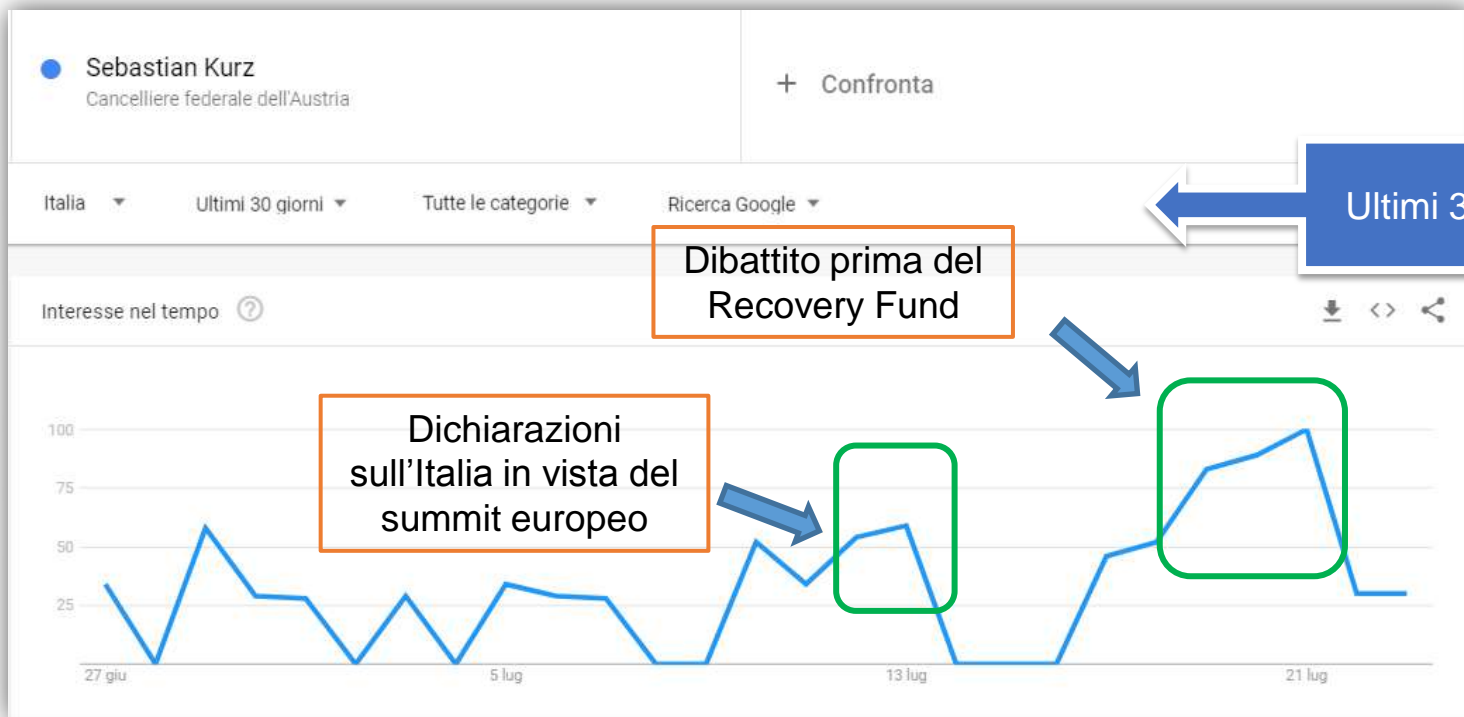 Sebastian Kurz
Cancelliere federale dell'Austria
+ Confronta
Italia
Ultimi 30 giorni
Tutte le categorie
Ricerca Google
Ultimi 3
Dibattito prima del
Recovery Fund
Interesse nel tempo
Dichiarazioni
sull’Italia in vista del
summit europeo
100
75
50
25
27 giu
5 lug
13 lug
21 lug